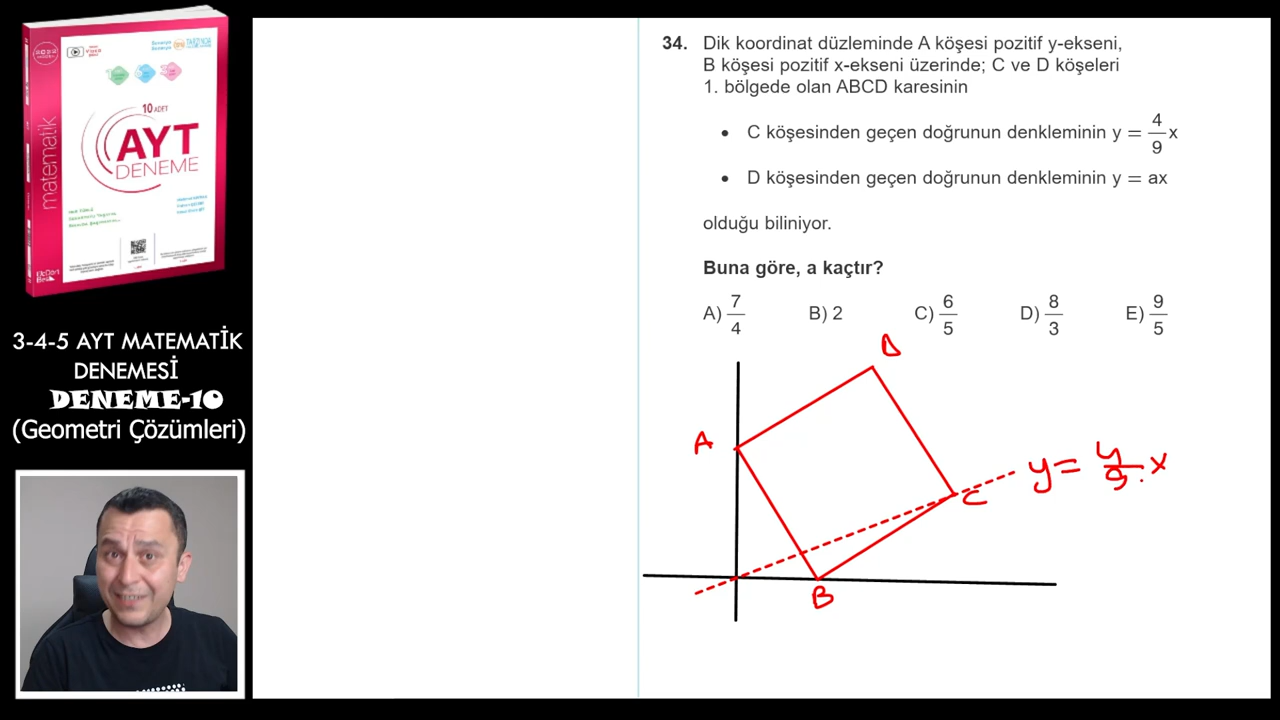 matematik
10 ADET
AYT
DENEME
3-4-5 AYT MATEMATİK
DENEMESİ
DENEME-10
(Geometri Çözümleri)
34. Dik koordinat düzleminde A köşesi pozitif y-ekseni,
B köşesi pozitif x-ekseni üzerinde; C ve D köşeleri
1. bölgede olan ABCD karesinin
• C köşesinden geçen doğrunun denkleminin y = 4/9 x
• D köşesinden geçen doğrunun denkleminin y = ax
olduğu biliniyor.
Buna göre, a kaçtır?
A) 7/4 B) 2 C) 6/5 D) 8/3 E) 9/5
D
A
y = 4/9 x
C
B